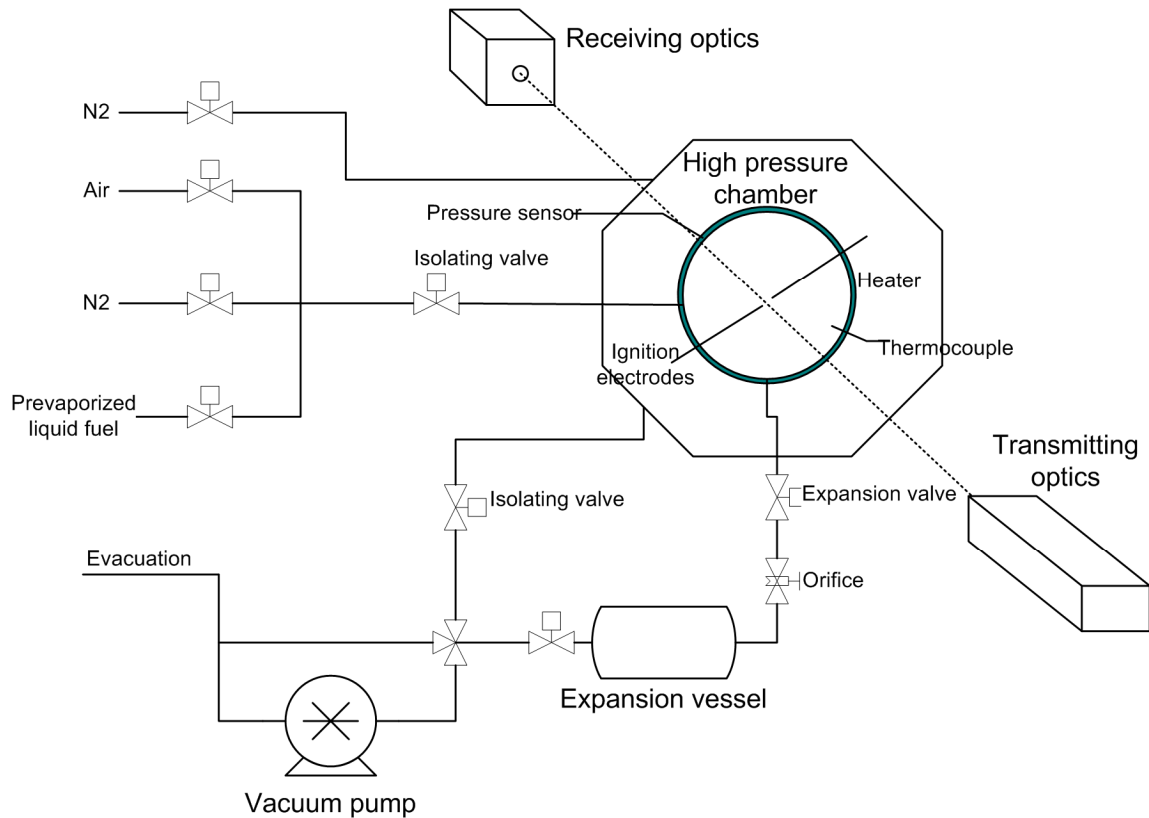 Receiving optics
N2
High pressure
chamber
Air
Pressure sensor
Isolating valve
Heater
N2
Ignition
electrodes
Thermocouple
Prevaporized
liquid fuel
Transmitting
optics
Isolating valve
Expansion valve
Evacuation
Orifice
Expansion vessel
Vacuum pump